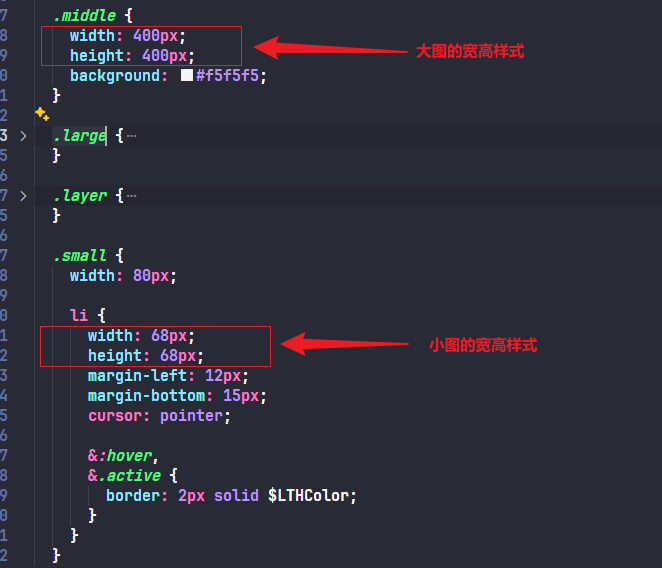 7 .middle {
8 width: 400px;
9 height: 400px; 大图的宽高样式
0 background: #f5f5f5;
1 }
2
3 .large {…
5 }
6
7 .layer {…
5 }
6
7 .small {
8 width: 80px;
9
0 li {
1 width: 68px;
2 height: 68px; 小图的宽高样式
3 margin-left: 12px;
4 margin-bottom: 15px;
5 cursor: pointer;
6
7 &:hover,
8 &.active {
9 border: 2px solid $LTHColor;
0 }
1 }
2 }